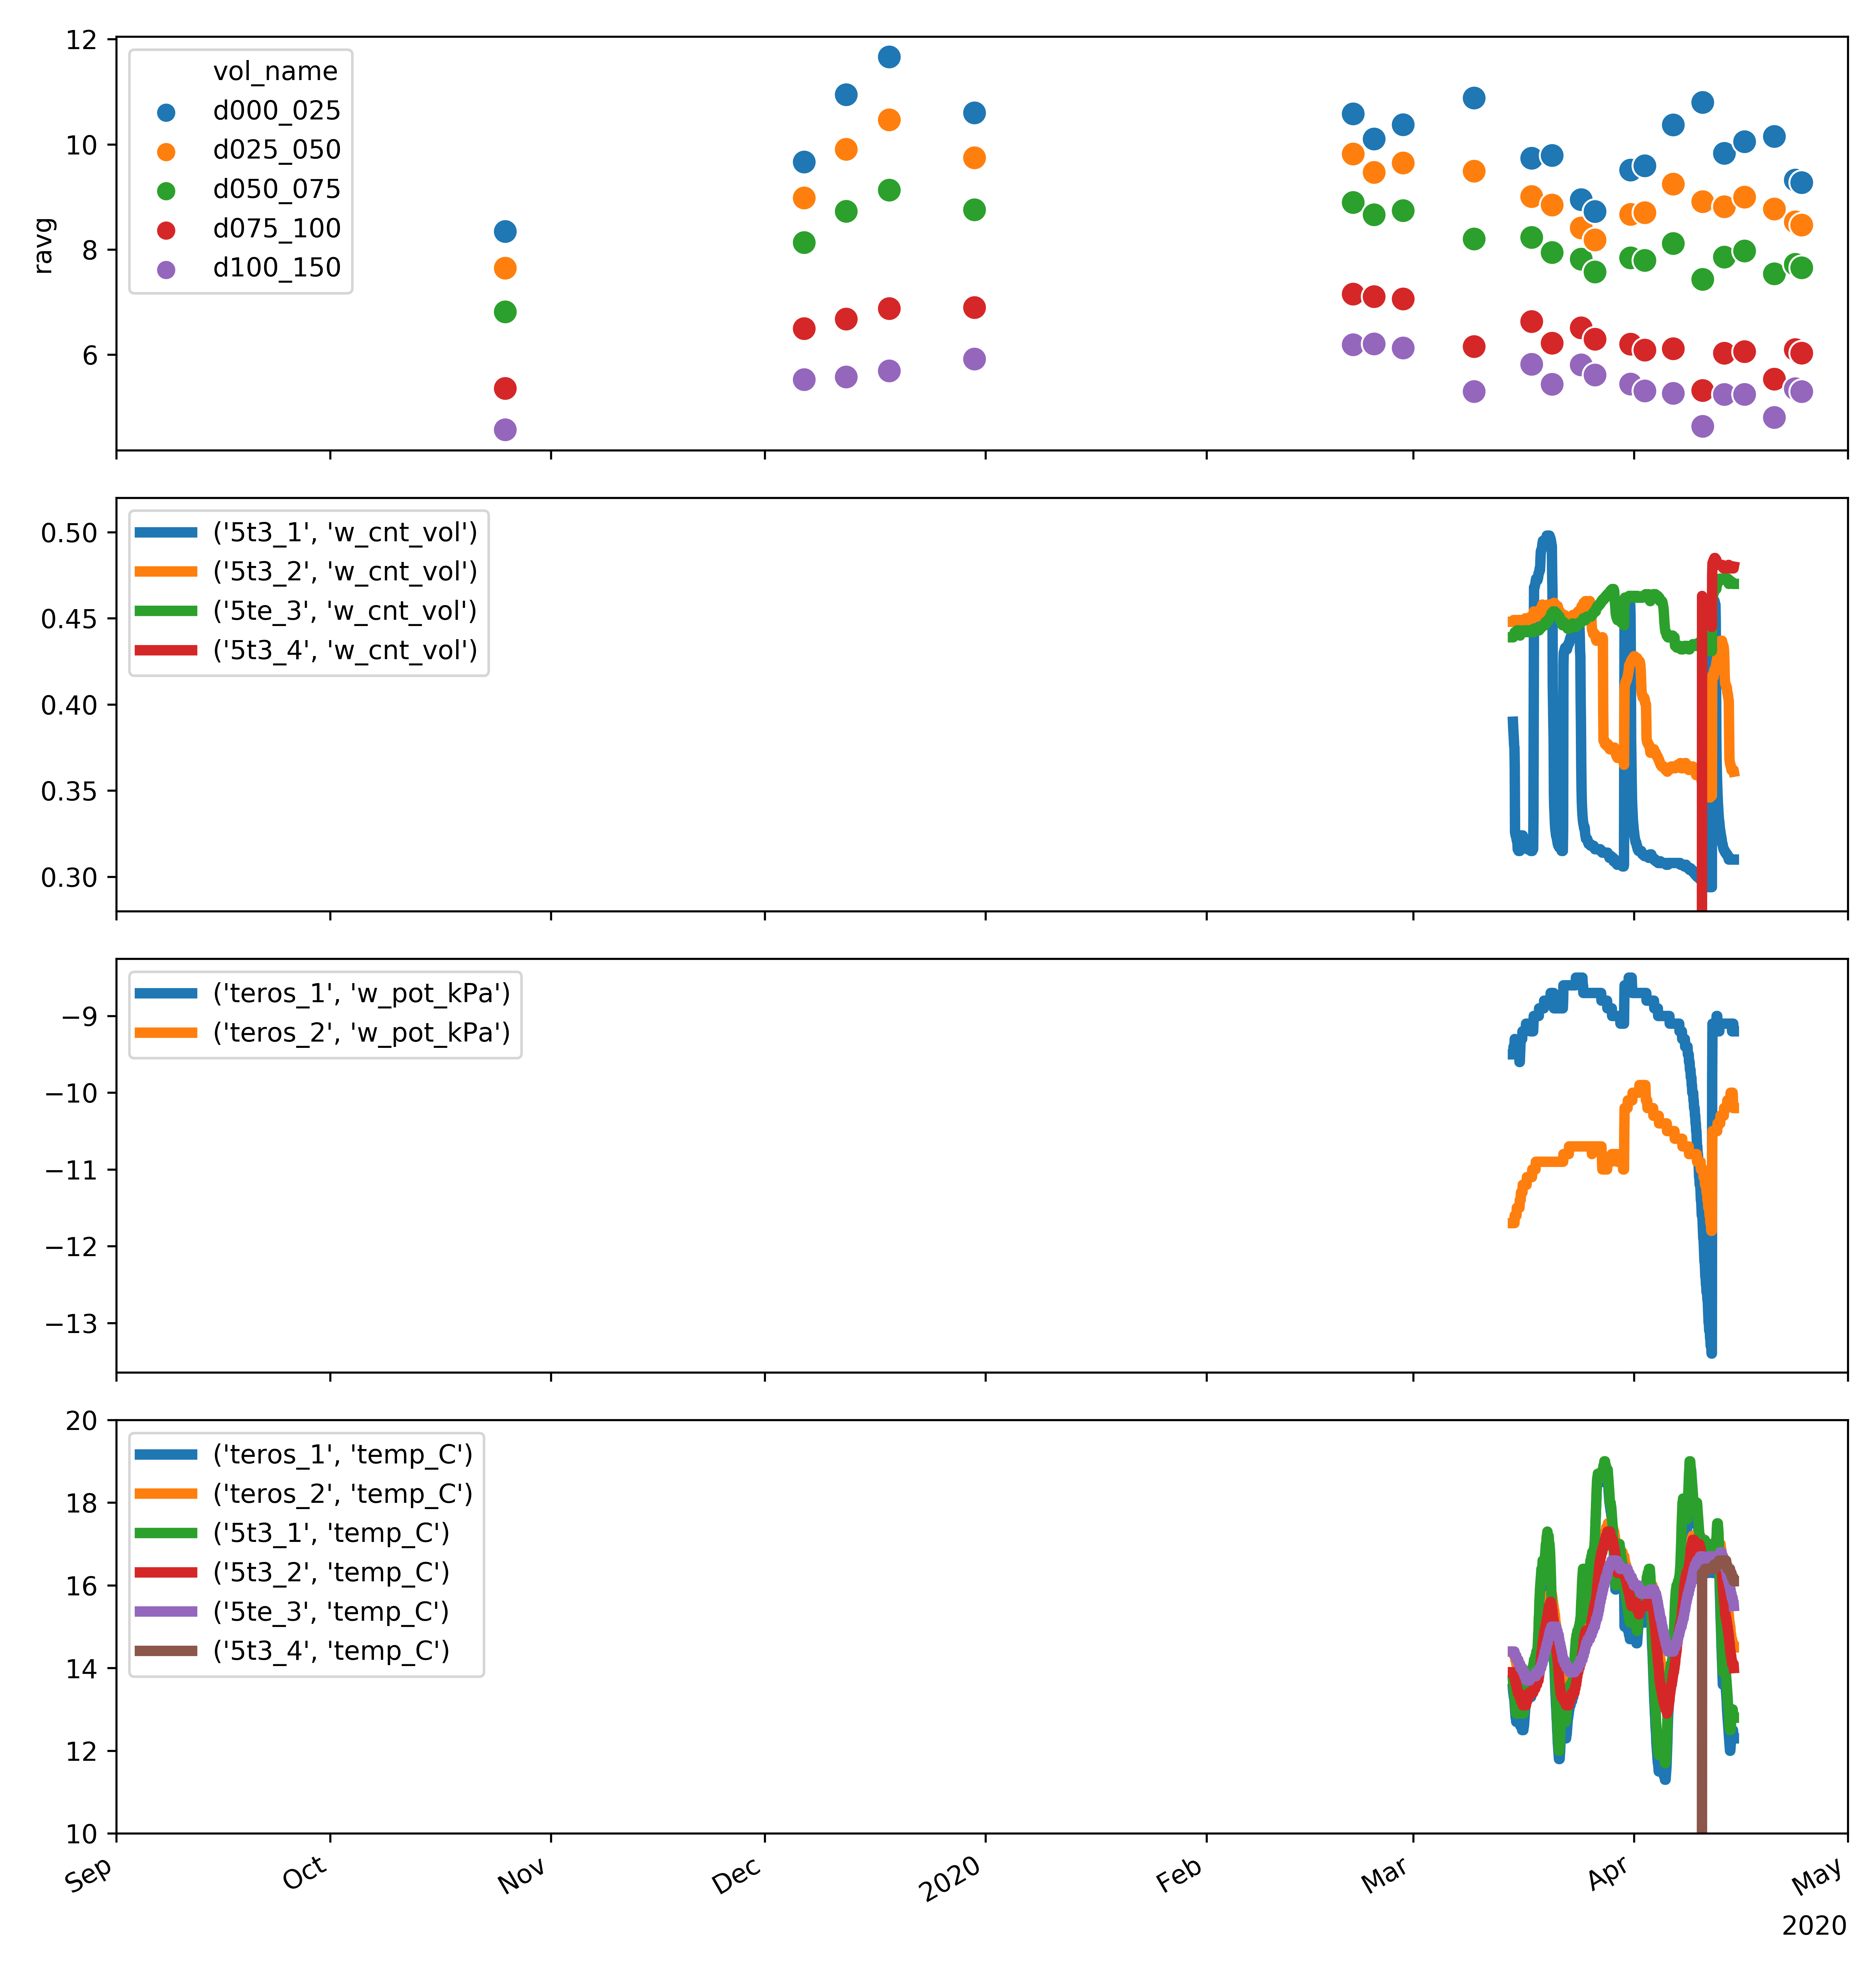 12
10
8
6
ravg
vol_name
d000_025
d025_050
d050_075
d075_100
d100_150
0.50
0.45
0.40
0.35
0.30
('5t3_1', 'w_cnt_vol')
('5t3_2', 'w_cnt_vol')
('5te_3', 'w_cnt_vol')
('5t3_4', 'w_cnt_vol')
−9
−10
−11
−12
−13
('teros_1', 'w_pot_kPa')
('teros_2', 'w_pot_kPa')
20
18
16
14
12
10
('teros_1', 'temp_C')
('teros_2', 'temp_C')
('5t3_1', 'temp_C')
('5t3_2', 'temp_C')
('5te_3', 'temp_C')
('5t3_4', 'temp_C')
Sep Oct Nov Dec 2020 Feb Mar Apr May
2020